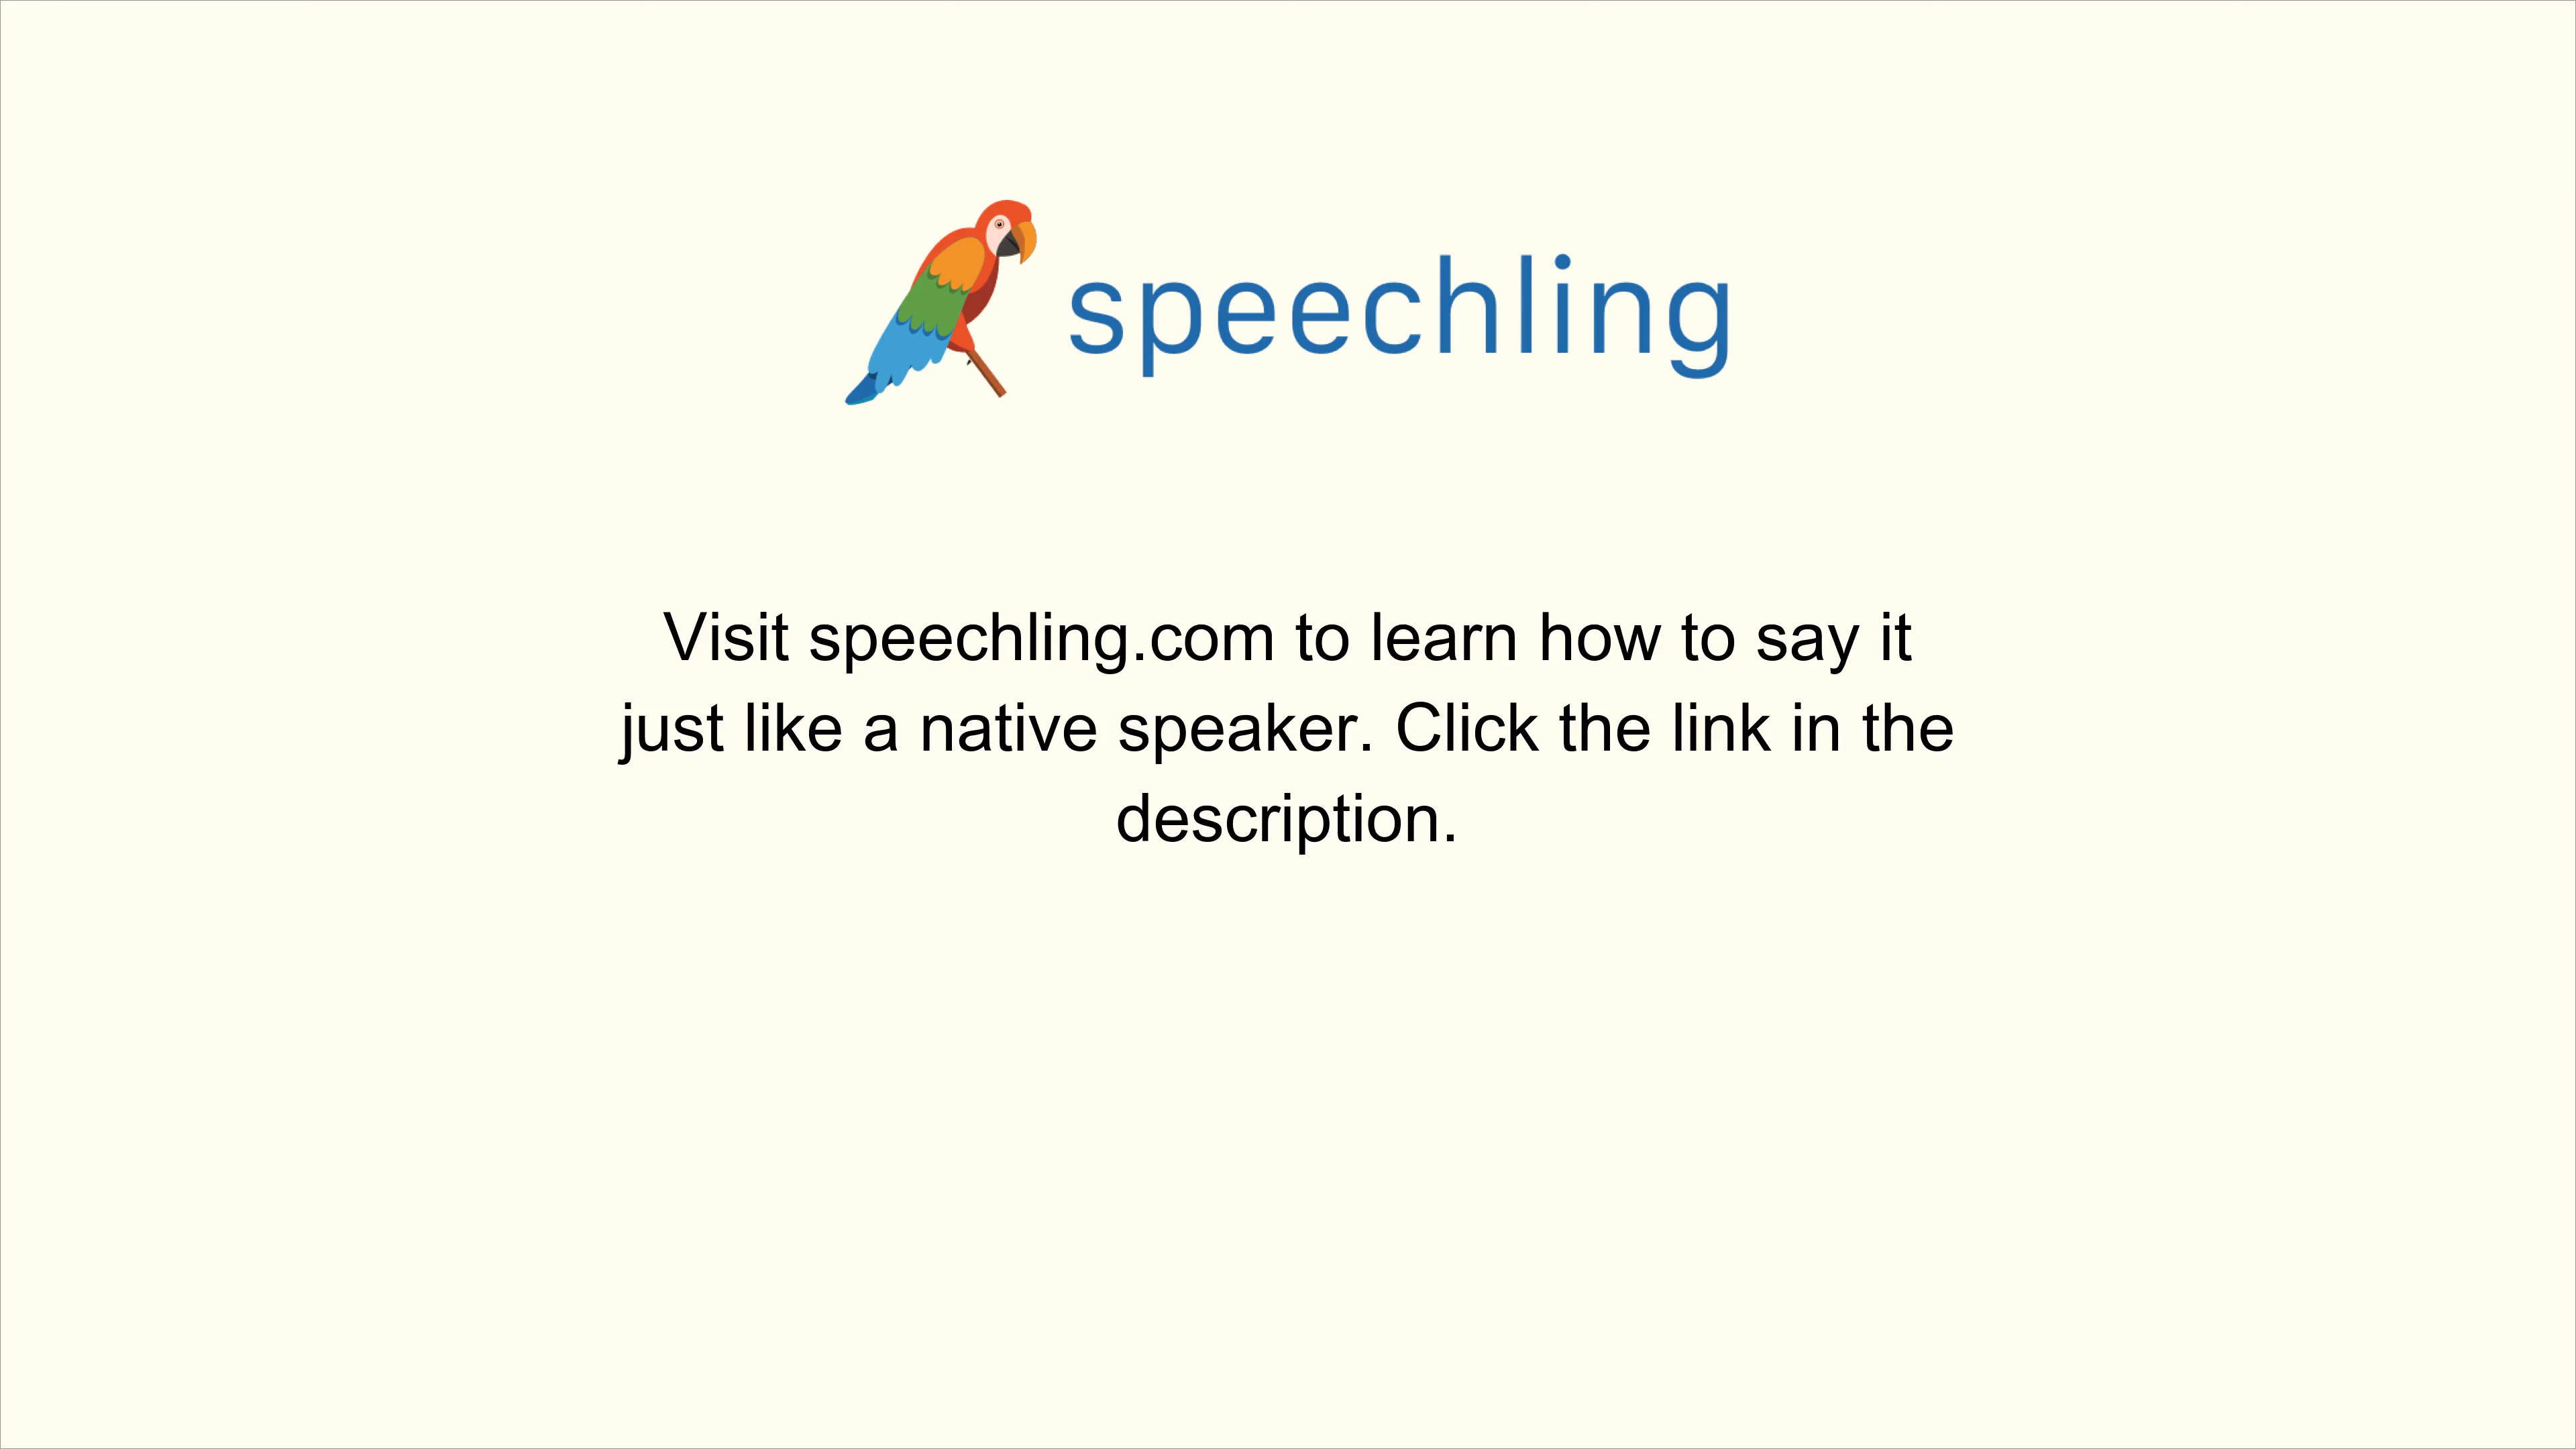 speechling
Visit speechling.com to learn how to say it
just like a native speaker. Click the link in the
description.